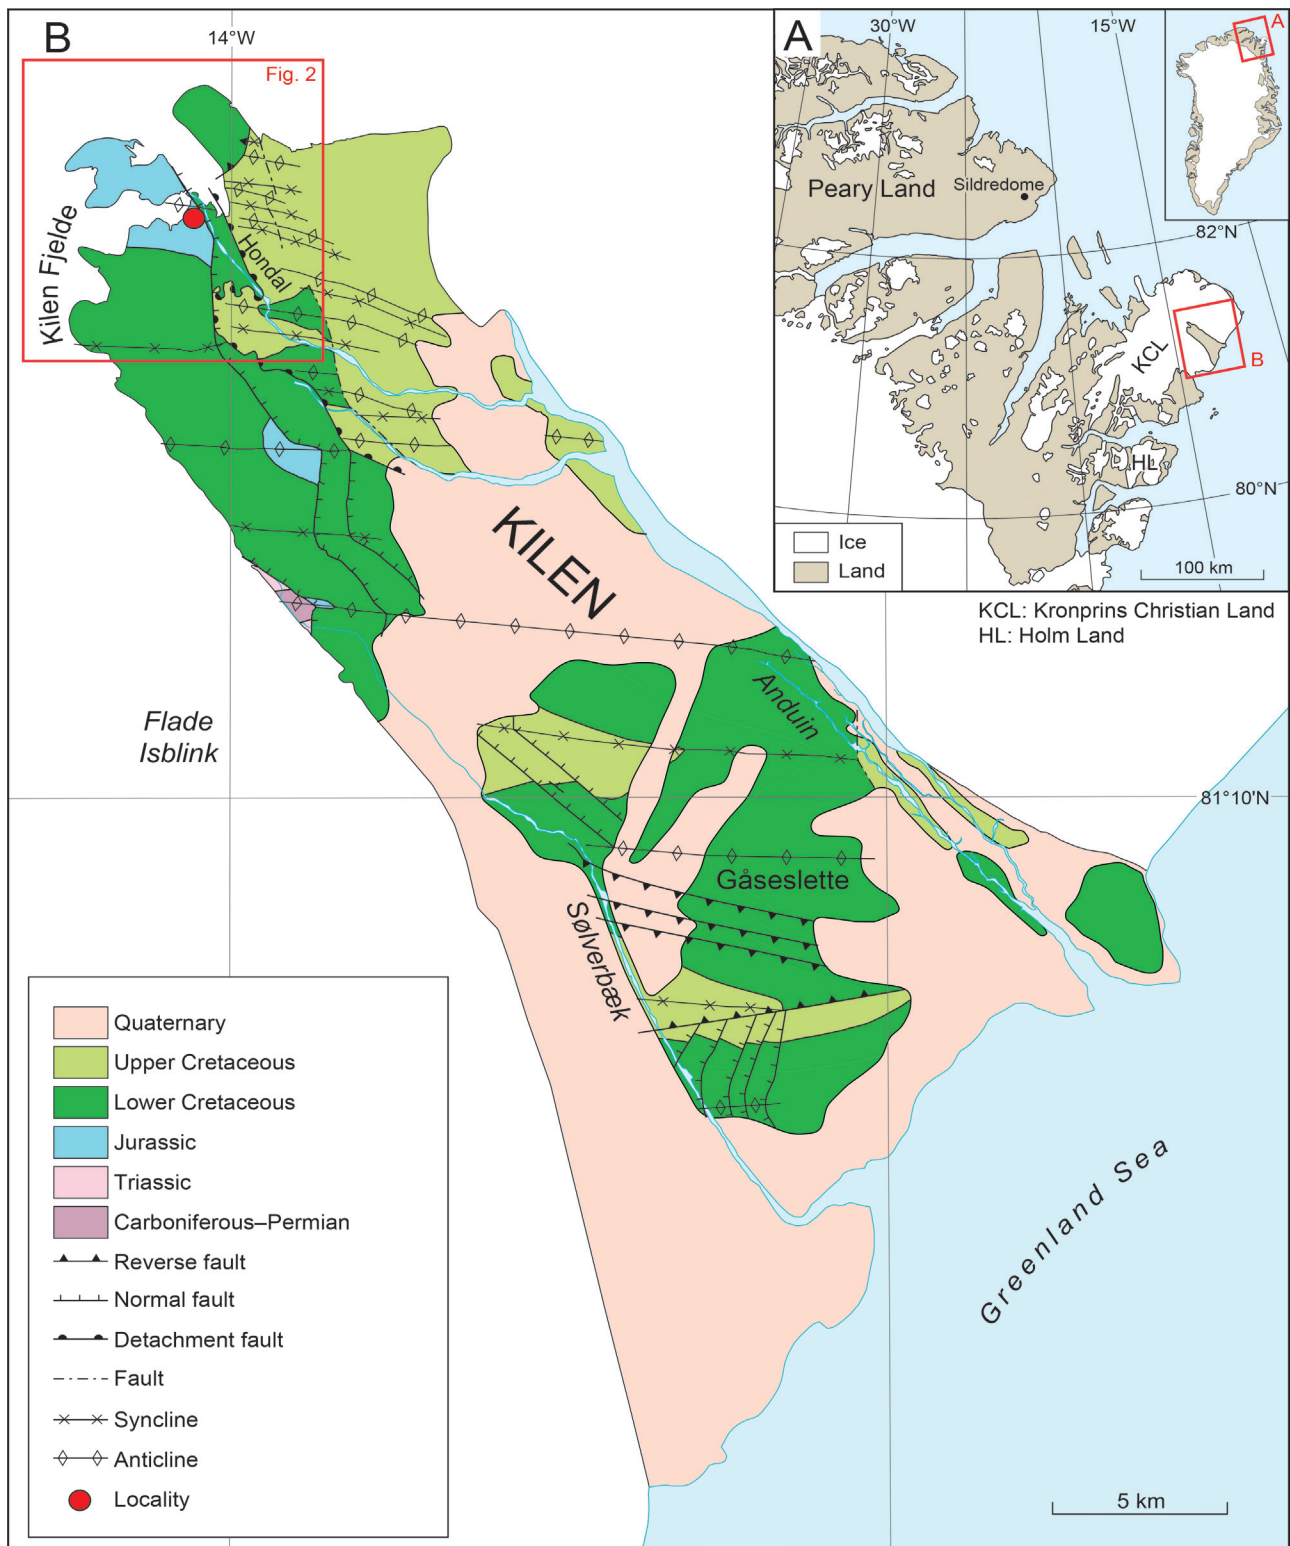 B
14°W
Fig. 2
Kilen Fjelde
Hondal
A
30°W
15°W
A
Peary Land
Sildredome
82°N
KCL
B
HL
80°N
Ice
Land
100 km
KCL: Kronprins Christian Land
HL: Holm Land
KILEN
Anduin
Flade
Isblink
81°10'N
Gåseslette
Sølverbæk
Greenland Sea
Quaternary
Upper Cretaceous
Lower Cretaceous
Jurassic
Triassic
Carboniferous–Permian
Reverse fault
Normal fault
Detachment fault
Fault
Syncline
Anticline
Locality
5 km